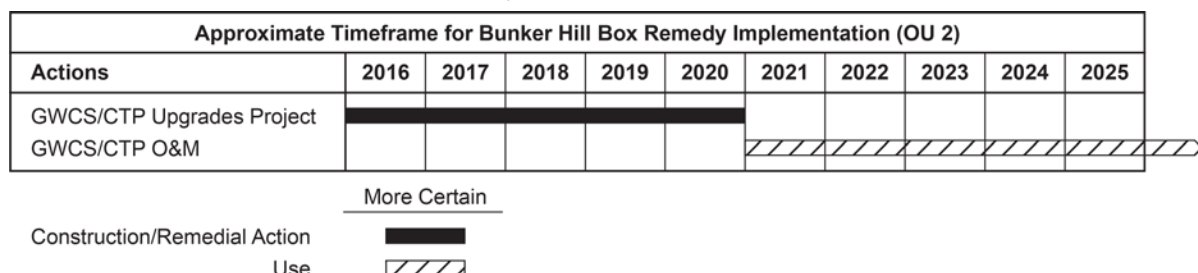 Approximate Timeframe for Bunker Hill Box Remedy Implementation (OU 2)
Actions 2016 2017 2018 2019 2020 2021 2022 2023 2024 2025
GWCS/CTP Upgrades Project
GWCS/CTP O&M
More Certain
Construction/Remedial Action
Use